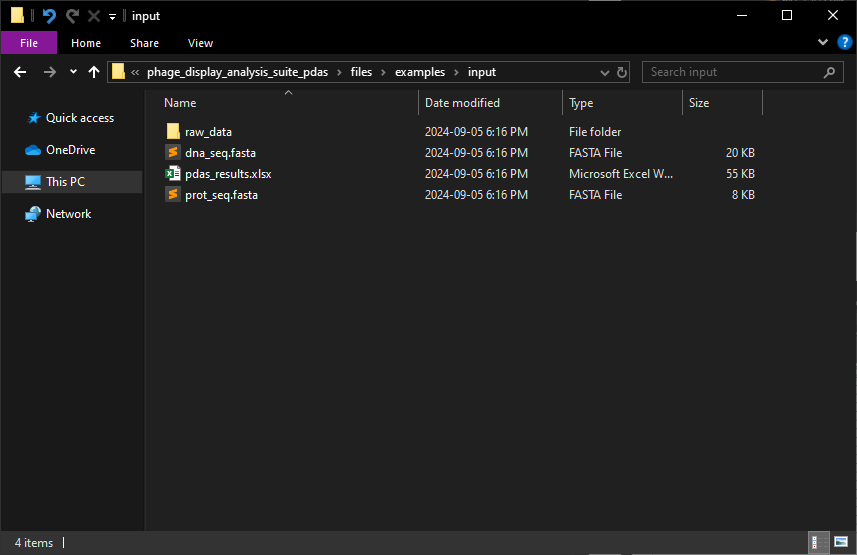 input
File Home Share View
« phage_display_analysis_suite_pdas > files > examples > input Search input
Name Date modified Type Size
Quick access
OneDrive
This PC
Network
raw_data 2024-09-05 6:16 PM File folder
dna_seq.fasta 2024-09-05 6:16 PM FASTA File 20 KB
pdas_results.xlsx 2024-09-05 6:16 PM Microsoft Excel W... 55 KB
prot_seq.fasta 2024-09-05 6:16 PM FASTA File 8 KB
4 items